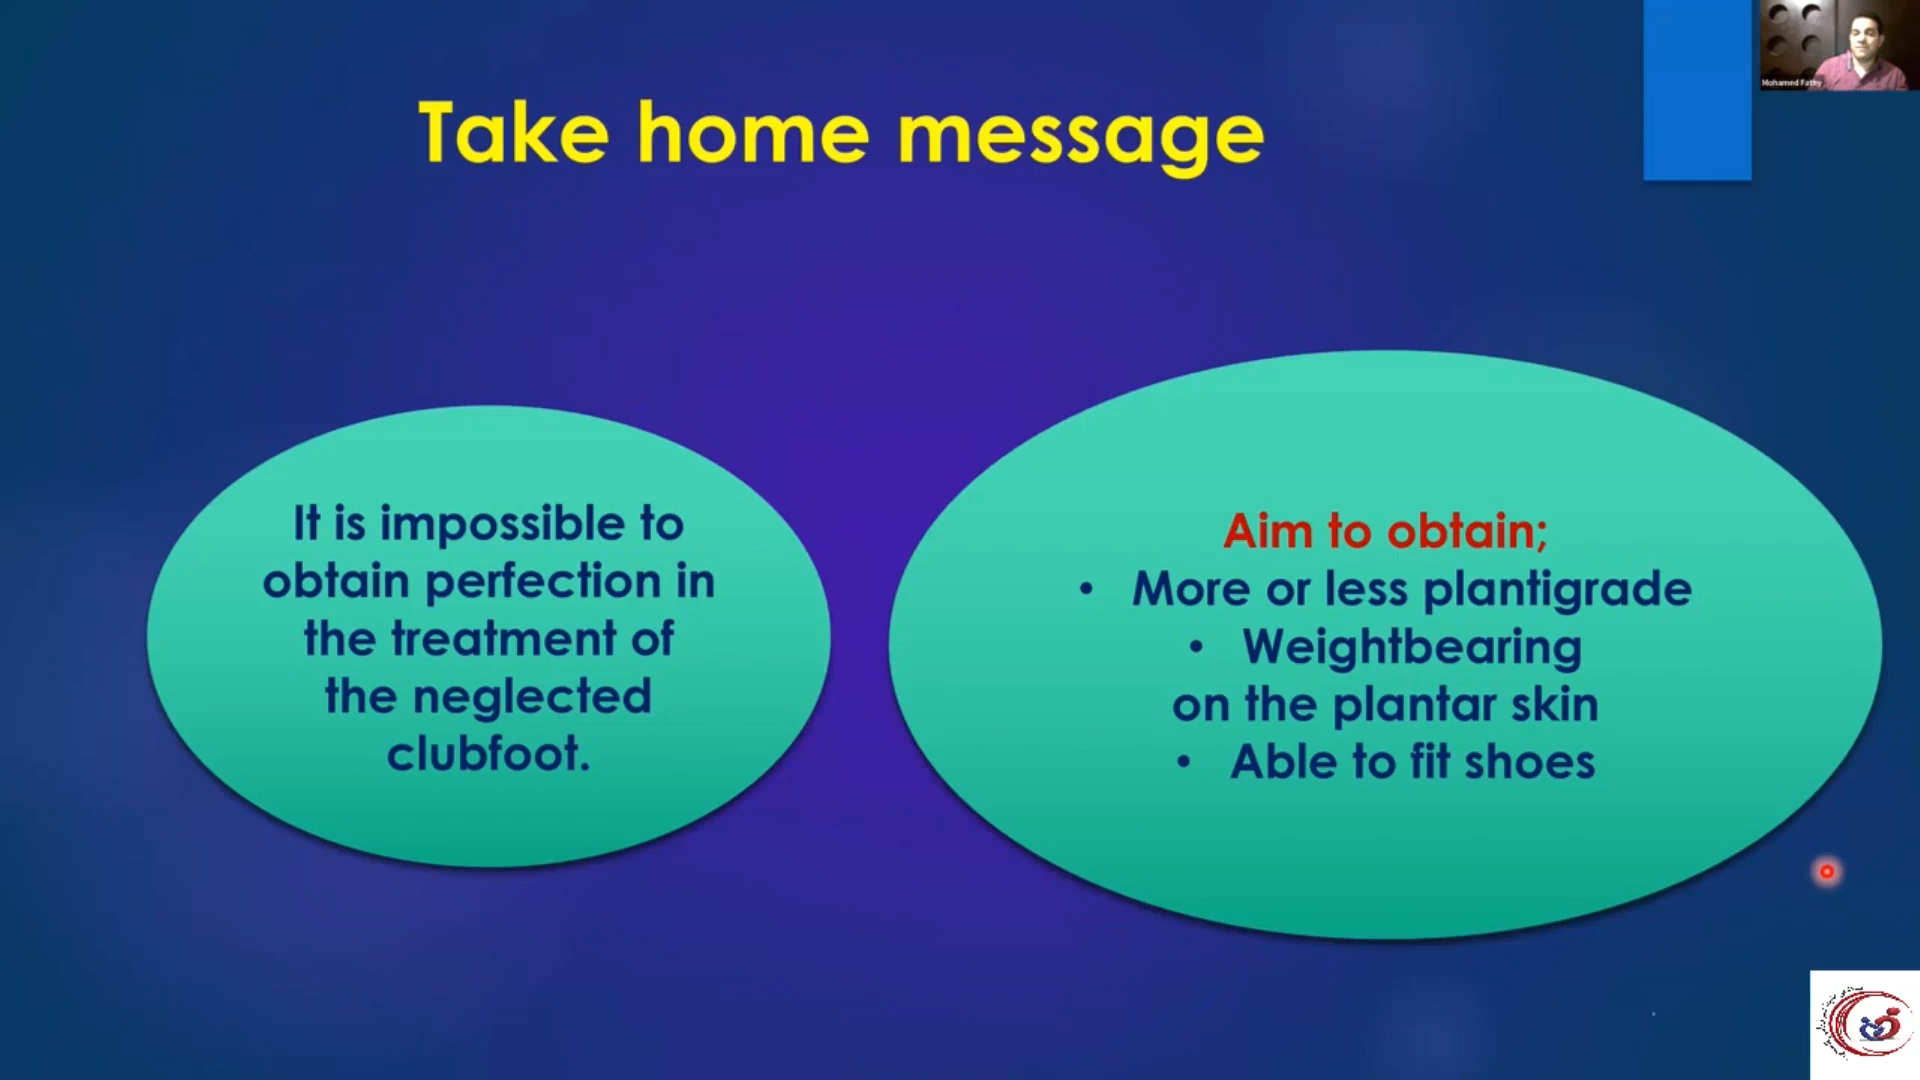 Mohamed Fathy
Take home message
It is impossible to
obtain perfection in
the treatment of
the neglected
clubfoot.
Aim to obtain;
• More or less plantigrade
• Weightbearing
on the plantar skin
• Able to fit shoes